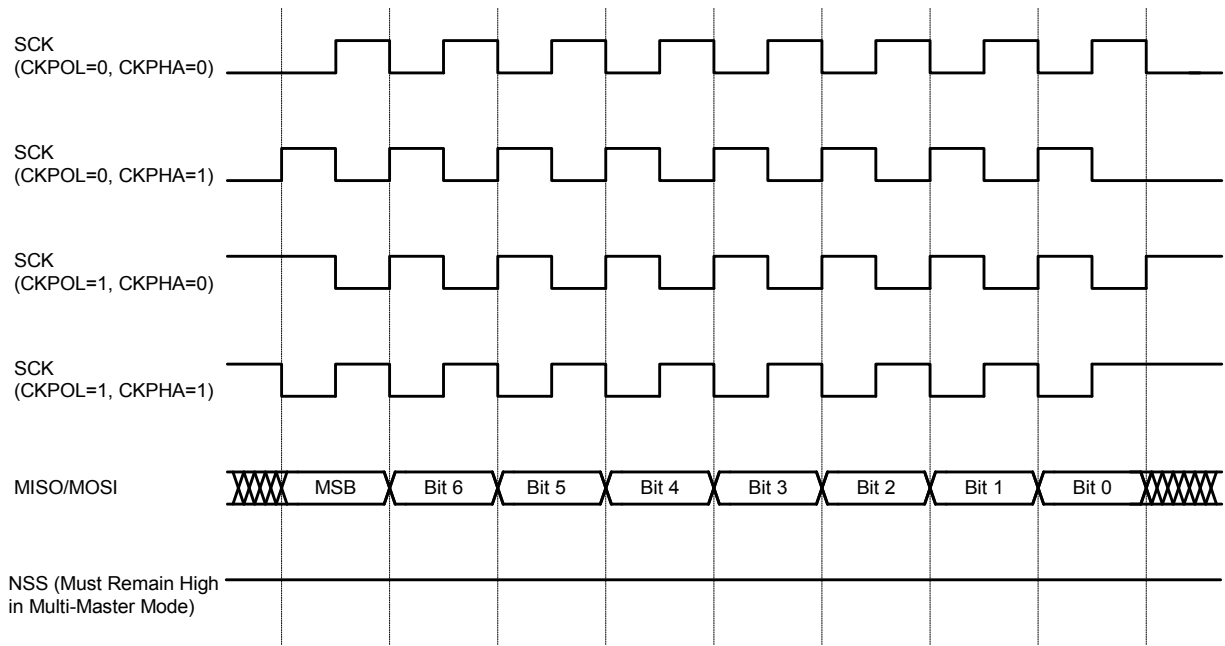 SCK
(CKPOL=0, CKPHA=0)
SCK
(CKPOL=0, CKPHA=1)
SCK
(CKPOL=1, CKPHA=0)
SCK
(CKPOL=1, CKPHA=1)
MISO/MOSI MSB Bit 6 Bit 5 Bit 4 Bit 3 Bit 2 Bit 1 Bit 0
NSS (Must Remain High
in Multi-Master Mode)